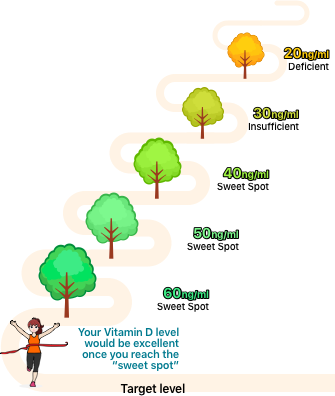 20ng/ml
Deficient
30ng/ml
Insufficient
40ng/ml
Sweet Spot
50ng/ml
Sweet Spot
60ng/ml
Sweet Spot
Your Vitamin D level
would be excellent
once you reach the
“sweet spot”
Target level